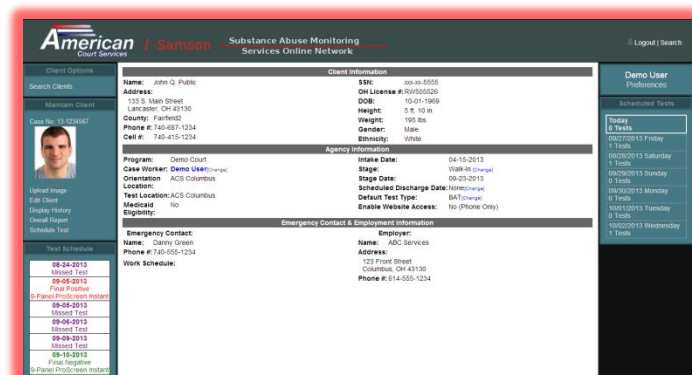 American
Court Services
i-Samson
Substance Abuse Monitoring
Services Online Network
Logout | Search
Client Options
Search Clients
Maintain Client
Case No: 13-1234567
Upload Image
Edit Client
Display History
Overall Report
Schedule Test
Test Schedule
08-24-2013
Missed Test
09-05-2013
Final Positive
9-Panel ProScreen Instant
09-05-2013
Missed Test
09-06-2013
Missed Test
09-09-2013
Missed Test
09-10-2013
Final Negative
9-Panel ProScreen Instant
Client Information
Name: John Q. Public
Address:
133 S. Main Street
Lancaster, OH 43130
County: Fairfield2
Phone #: 740-687-1234
Cell #: 740-415-1234
SSN: xxx-xx-5555
OH License #: RW505526
DOB: 10-01-1969
Height: 5 ft. 10 in.
Weight: 195 lbs.
Gender: Male
Ethnicity: White
Agency Information
Program: Demo Court
Case Worker: Demo User[Change]
Orientation Location: ACS Columbus
Test Location: ACS Columbus
Medicaid Eligibility: No
Intake Date: 04-15-2013
Stage: Walk-In [Change]
Stage Date: 09-23-2013
Scheduled Discharge Date: None[Change]
Default Test Type: BAT[Change]
Enable Website Access: No (Phone Only)
Emergency Contact & Employment Information
Emergency Contact:
Name: Danny Green
Phone #: 740-555-1234
Work Schedule:
Employer:
Name: ABC Services
Address:
123 Front Street
Columbus, OH 43130
Phone #: 614-555-1234
Demo User
Preferences
Scheduled Tests
Today
0 Tests
09/27/2013 Friday
1 Tests
09/28/2013 Saturday
1 Tests
09/29/2013 Sunday
0 Tests
09/30/2013 Monday
0 Tests
10/01/2013 Tuesday
0 Tests
10/02/2013 Wednesday
1 Tests